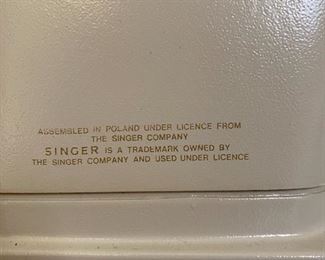 ASSEMBLED IN POLAND UNDER LICENCE FROM
THE SINGER COMPANY
SINGER IS A TRADEMARK OWNED BY
THE SINGER COMPANY AND USED UNDER LICENCE